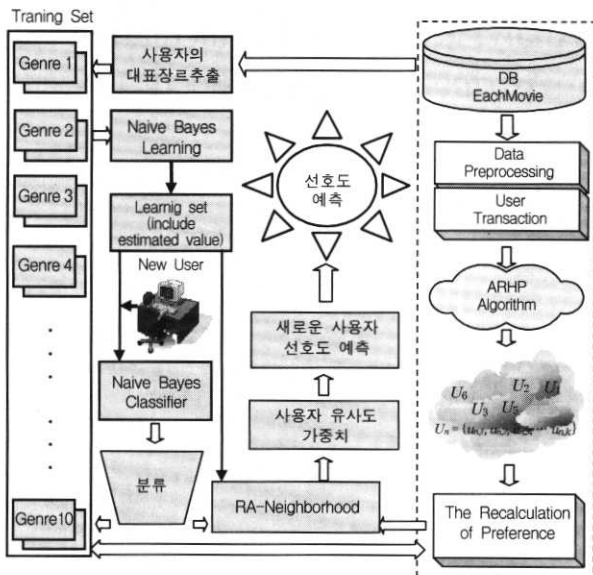 Traning Set
Genre 1
Genre 2
Genre 3
Genre 4
Genre10
사용자의
대표장르추출
Naive Bayes
Learning
Learnig set
(include
estimated value)
New User
Naive Bayes
Classifier
분류
선호도
예측
새로운 사용자
선호도 예측
사용자 유사도
가중치
RA-Neighborhood
DB
EachMovie
Data
Preprocessing
User
Transaction
ARHP
Algorithm
U6
U2
U1
U3
U5
The Recalculation
of Preference